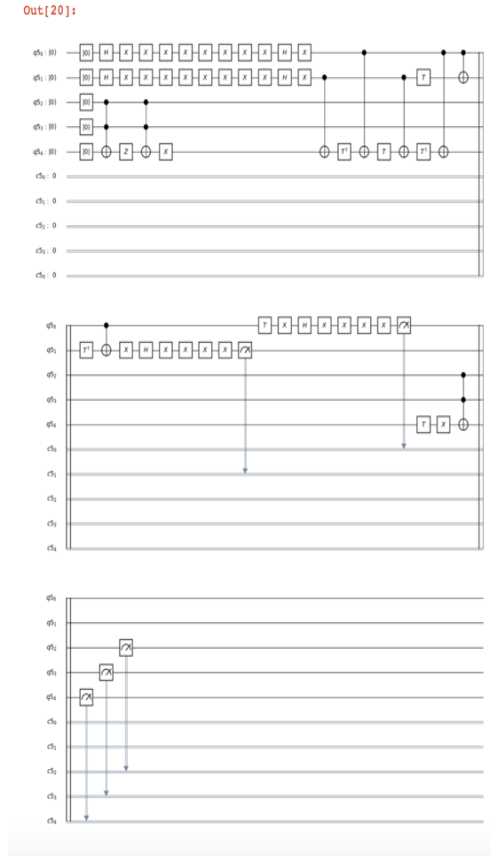 Out[20]:
q5₀ : |0⟩ |0⟩ H X X X X X X X X H X
q5₁ : |0⟩ |0⟩ H X X X X X X X X H X T
q5₂ : |0⟩ |0⟩
q5₃ : |0⟩ |0⟩
q5₄ : |0⟩ |0⟩ Z X T† T T†
c5₀ : 0
c5₁ : 0
c5₂ : 0
c5₃ : 0
c5₄ : 0
q5₀ T X H X X X X
q5₁ T† X H X X X X
q5₂
q5₃
q5₄ T X
c5₀
c5₁
c5₂
c5₃
c5₄
q5₀
q5₁
q5₂
q5₃
q5₄
c5₀
c5₁
c5₂
c5₃
c5₄